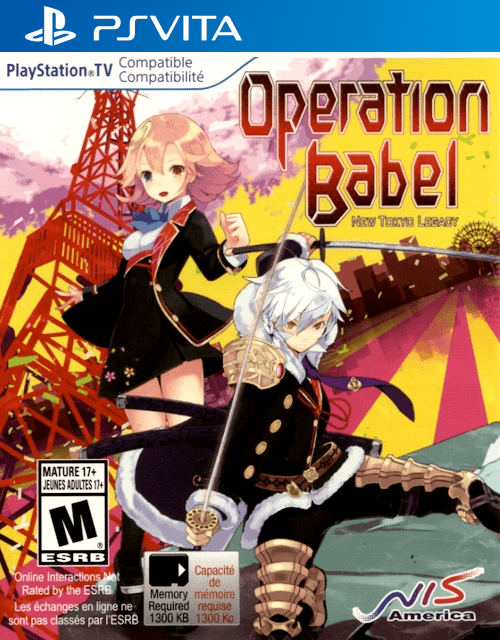 PSVITA
PlayStation®TV
Compatible
Compatibilité
Operation
Babel
New Tokyo Legacy
MATURE 17+
JEUNES ADULTES 17+
M
®
ESRB
Online Interactions Not
Rated by the ESRB
Les échanges en ligne ne
sont pas classés par l'ESRB
Memory
Required
1300 KB
Capacité
de
mémoire
requise
1300 Ko
NIS
America